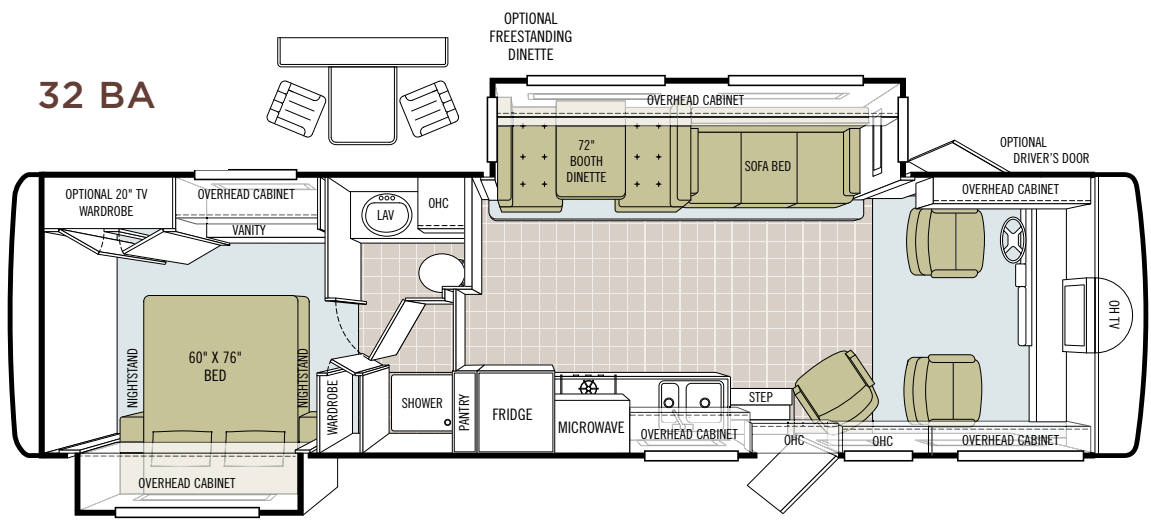 OPTIONAL
FREESTANDING
DINETTE
32 BA
OVERHEAD CABINET
72"
BOOTH
DINETTE
SOFA BED
OPTIONAL
DRIVER'S DOOR
OPTIONAL 20" TV
WARDROBE
OVERHEAD CABINET
VANITY
LAV
OHC
OVERHEAD CABINET
OH TV
NIGHTSTAND
60" X 76"
BED
NIGHTSTAND
WARDROBE
SHOWER
PANTRY
FRIDGE
MICROWAVE
OVERHEAD CABINET
STEP
OHC
OHC
OVERHEAD CABINET
OVERHEAD CABINET